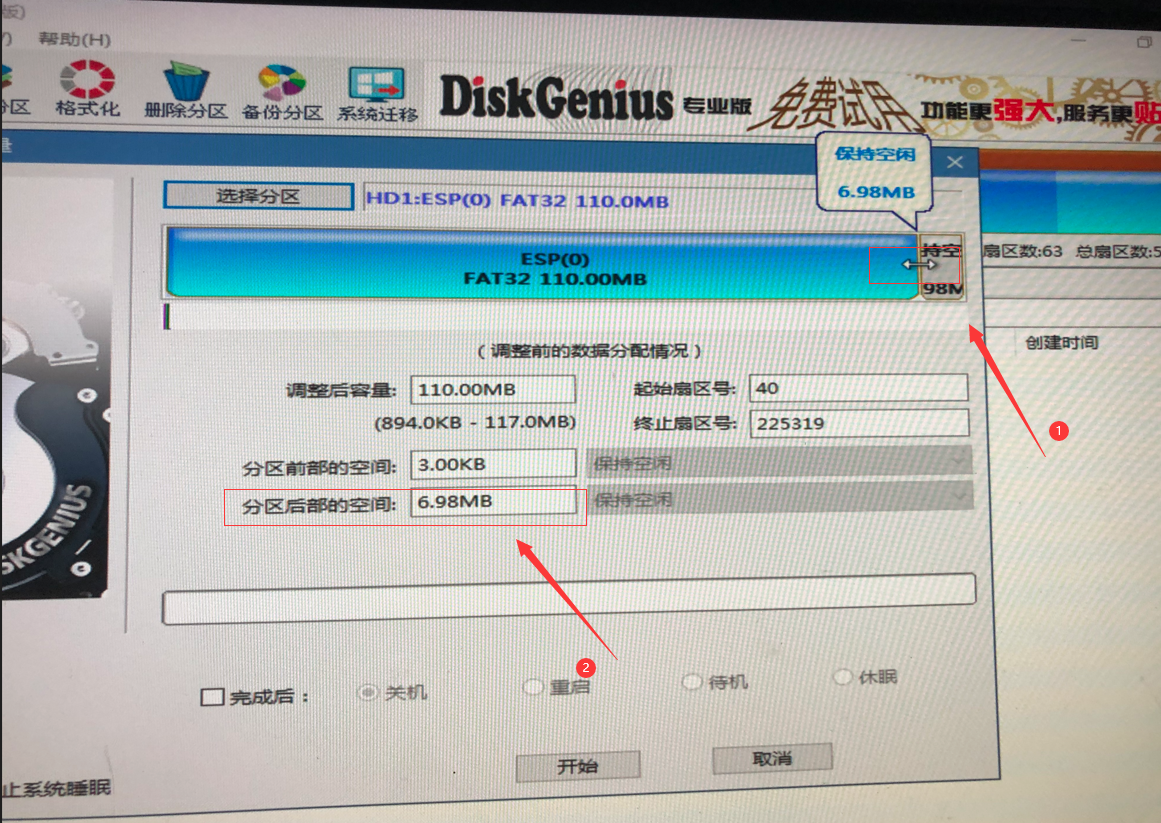 版)
帮助(H)
分区
格式化
删除分区
备份分区
系统迁移
DiskGenius 专业版
免费试用
功能更强大,服务更贴
保持空闲
6.98MB
量
选择分区
HD1:ESP(0) FAT32 110.0MB
ESP(0)
FAT32 110.00MB
持空
98M
扇区数:63 总扇区数:5
创建时间
( 调整前的数据分配情况 )
调整后容量: 110.00MB
起始扇区号: 40
(894.0KB - 117.0MB)
终止扇区号: 225319
分区前部的空间: 3.00KB 保持空闲
分区后部的空间: 6.98MB 保持空闲
1
2
SKGENIUS
完成后：
关机
重启
待机
休眠
开始
取消
止系统睡眠